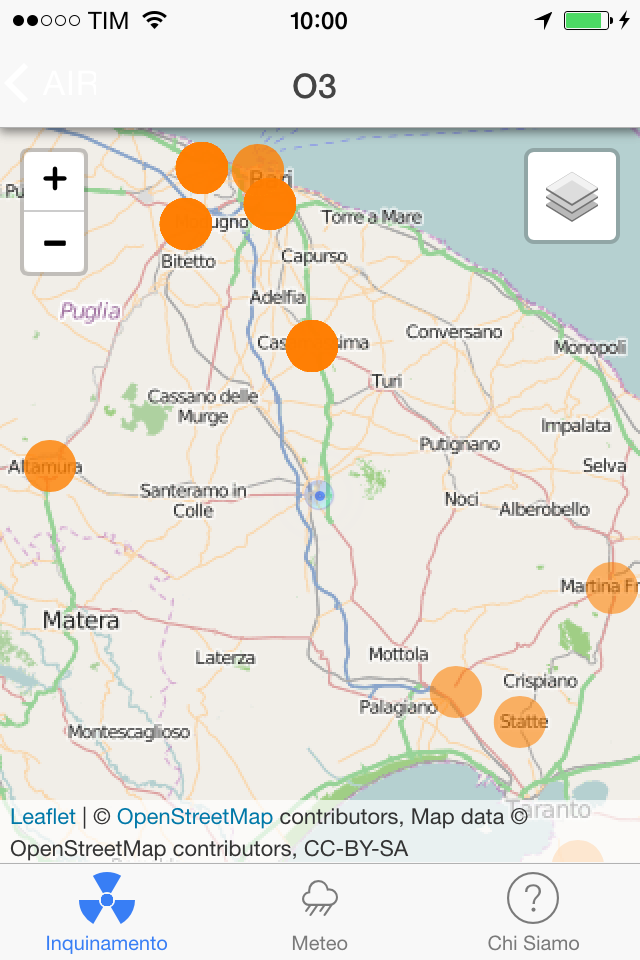 TIM 10:00
AIR
O3
+
Torre a Mare
−
Bitetto
Capurso
Puglia
Adelfia
Conversano
Monopoli
Turi
Cassano delle
Murge
Impalata
Putignano
Altamura
Selva
Santeramo in
Colle
Noci
Alberobello
Martina Fr
Matera
Mottola
Laterza
Crispiano
Palagiano
Statte
Montescaglioso
Taranto
Leaflet | © OpenStreetMap contributors, Map data ©
OpenStreetMap contributors, CC-BY-SA
?
Inquinamento
Meteo
Chi Siamo